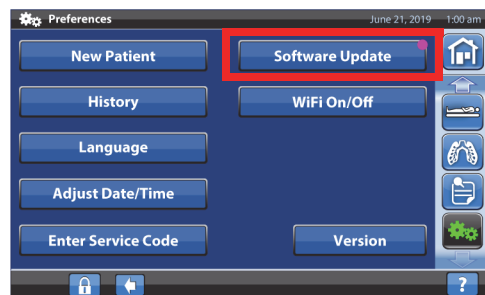 Preferences June 21, 2019 1:00 am
New Patient Software Update
History WiFi On/Off
Language
Adjust Date/Time
Enter Service Code Version
?